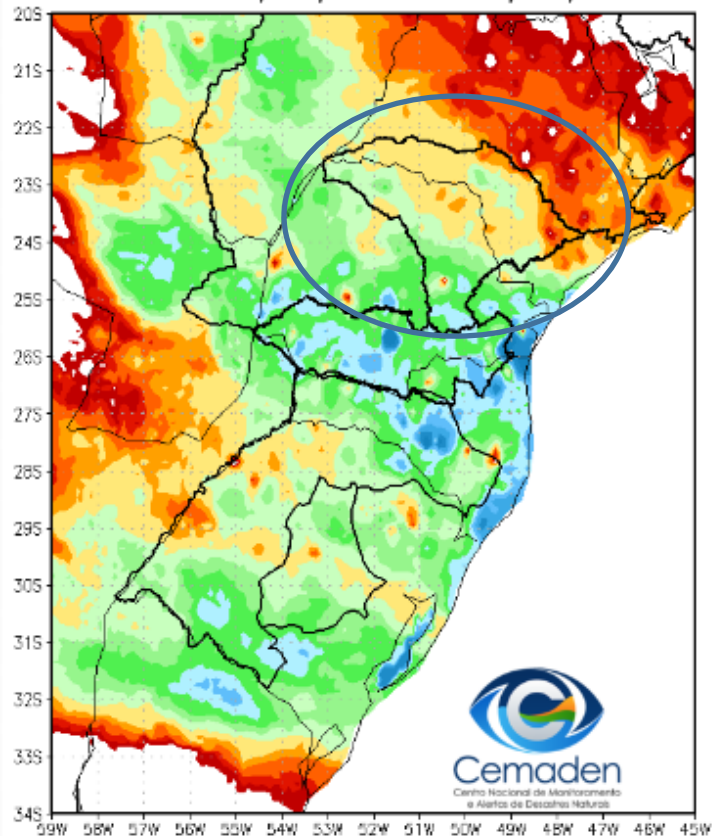 20S
21S
22S
23S
24S
25S
26S
27S
28S
29S
30S
31S
32S
33S
34S
59W 58W 57W 56W 55W 54W 53W 52W 51W 50W 49W 48W 47W 46W 45W
Cemaden
Centro Nacional de Monitoramento
e Alertas de Desastres Naturais